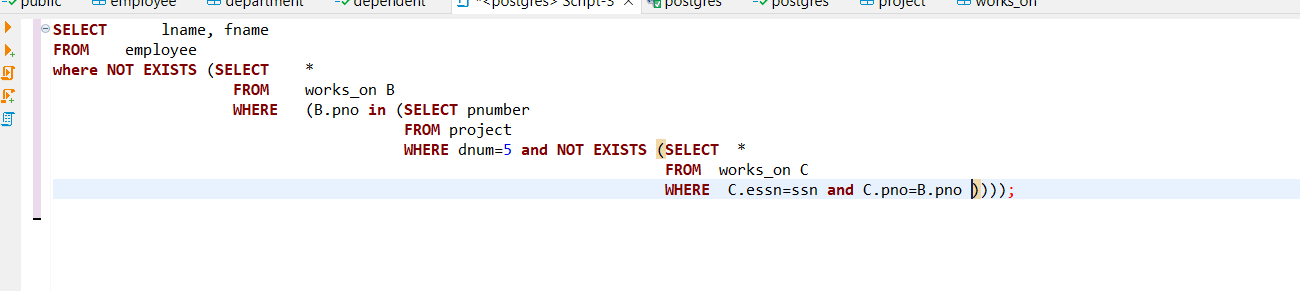 public employee department dependent *<postgres> Script-3 postgres postgres project works_on
SELECT lname, fname
FROM employee
where NOT EXISTS (SELECT *
FROM works_on B
WHERE (B.pno in (SELECT pnumber
FROM project
WHERE dnum=5 and NOT EXISTS (SELECT *
FROM works_on C
WHERE C.essn=ssn and C.pno=B.pno ))));